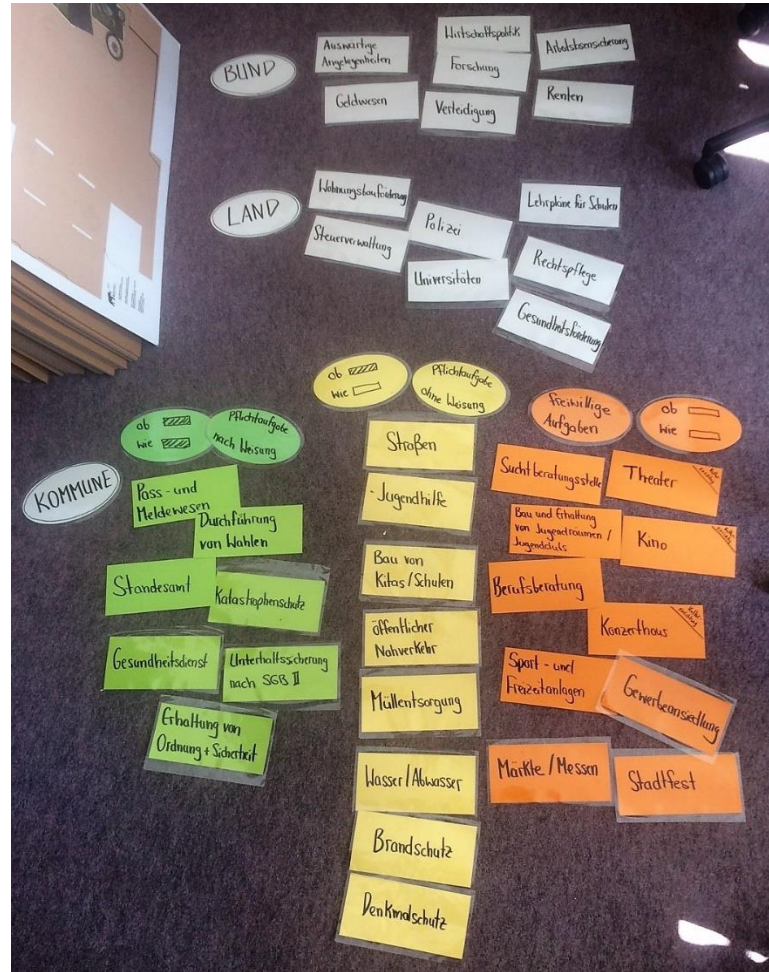 BUND
Auswärtige
Angelegenheiten
Wirtschaftspolitik
Arbeitslosensicherung
Forschung
Geldwesen
Verteidigung
Renten
LAND
Wohnungsbauförderung
Lehrpläne für Schulen
Polizei
Steuerverwaltung
Rechtspflege
Universitäten
Gesundheitsförderung
KOMMUNE
ob
wie
Pflichtaufgabe
nach Weisung
Pass- und
Meldewesen
Durchführung
von Wahlen
Standesamt
Katastrophenschutz
Gesundheitsdienst
Unterhaltssicherung
nach SGB II
Erhaltung von
Ordnung + Sicherheit
ob
wie
Pflichtaufgabe
ohne Weisung
Straßen
Jugendhilfe
Bau von
Kitas/Schulen
öffentlicher
Nahverkehr
Müllentsorgung
Wasser/Abwasser
Brandschutz
Denkmalschutz
freiwillige
Aufgaben
ob
wie
Suchtberatungsstelle
Theater
Bau und Erhaltung
von Jugendräumen /
Jugendclubs
Kino
Berufsberatung
Konzerthaus
Sport- und
Freizeitanlagen
Gewerbeansiedlung
Märkte/Messen
Stadtfest